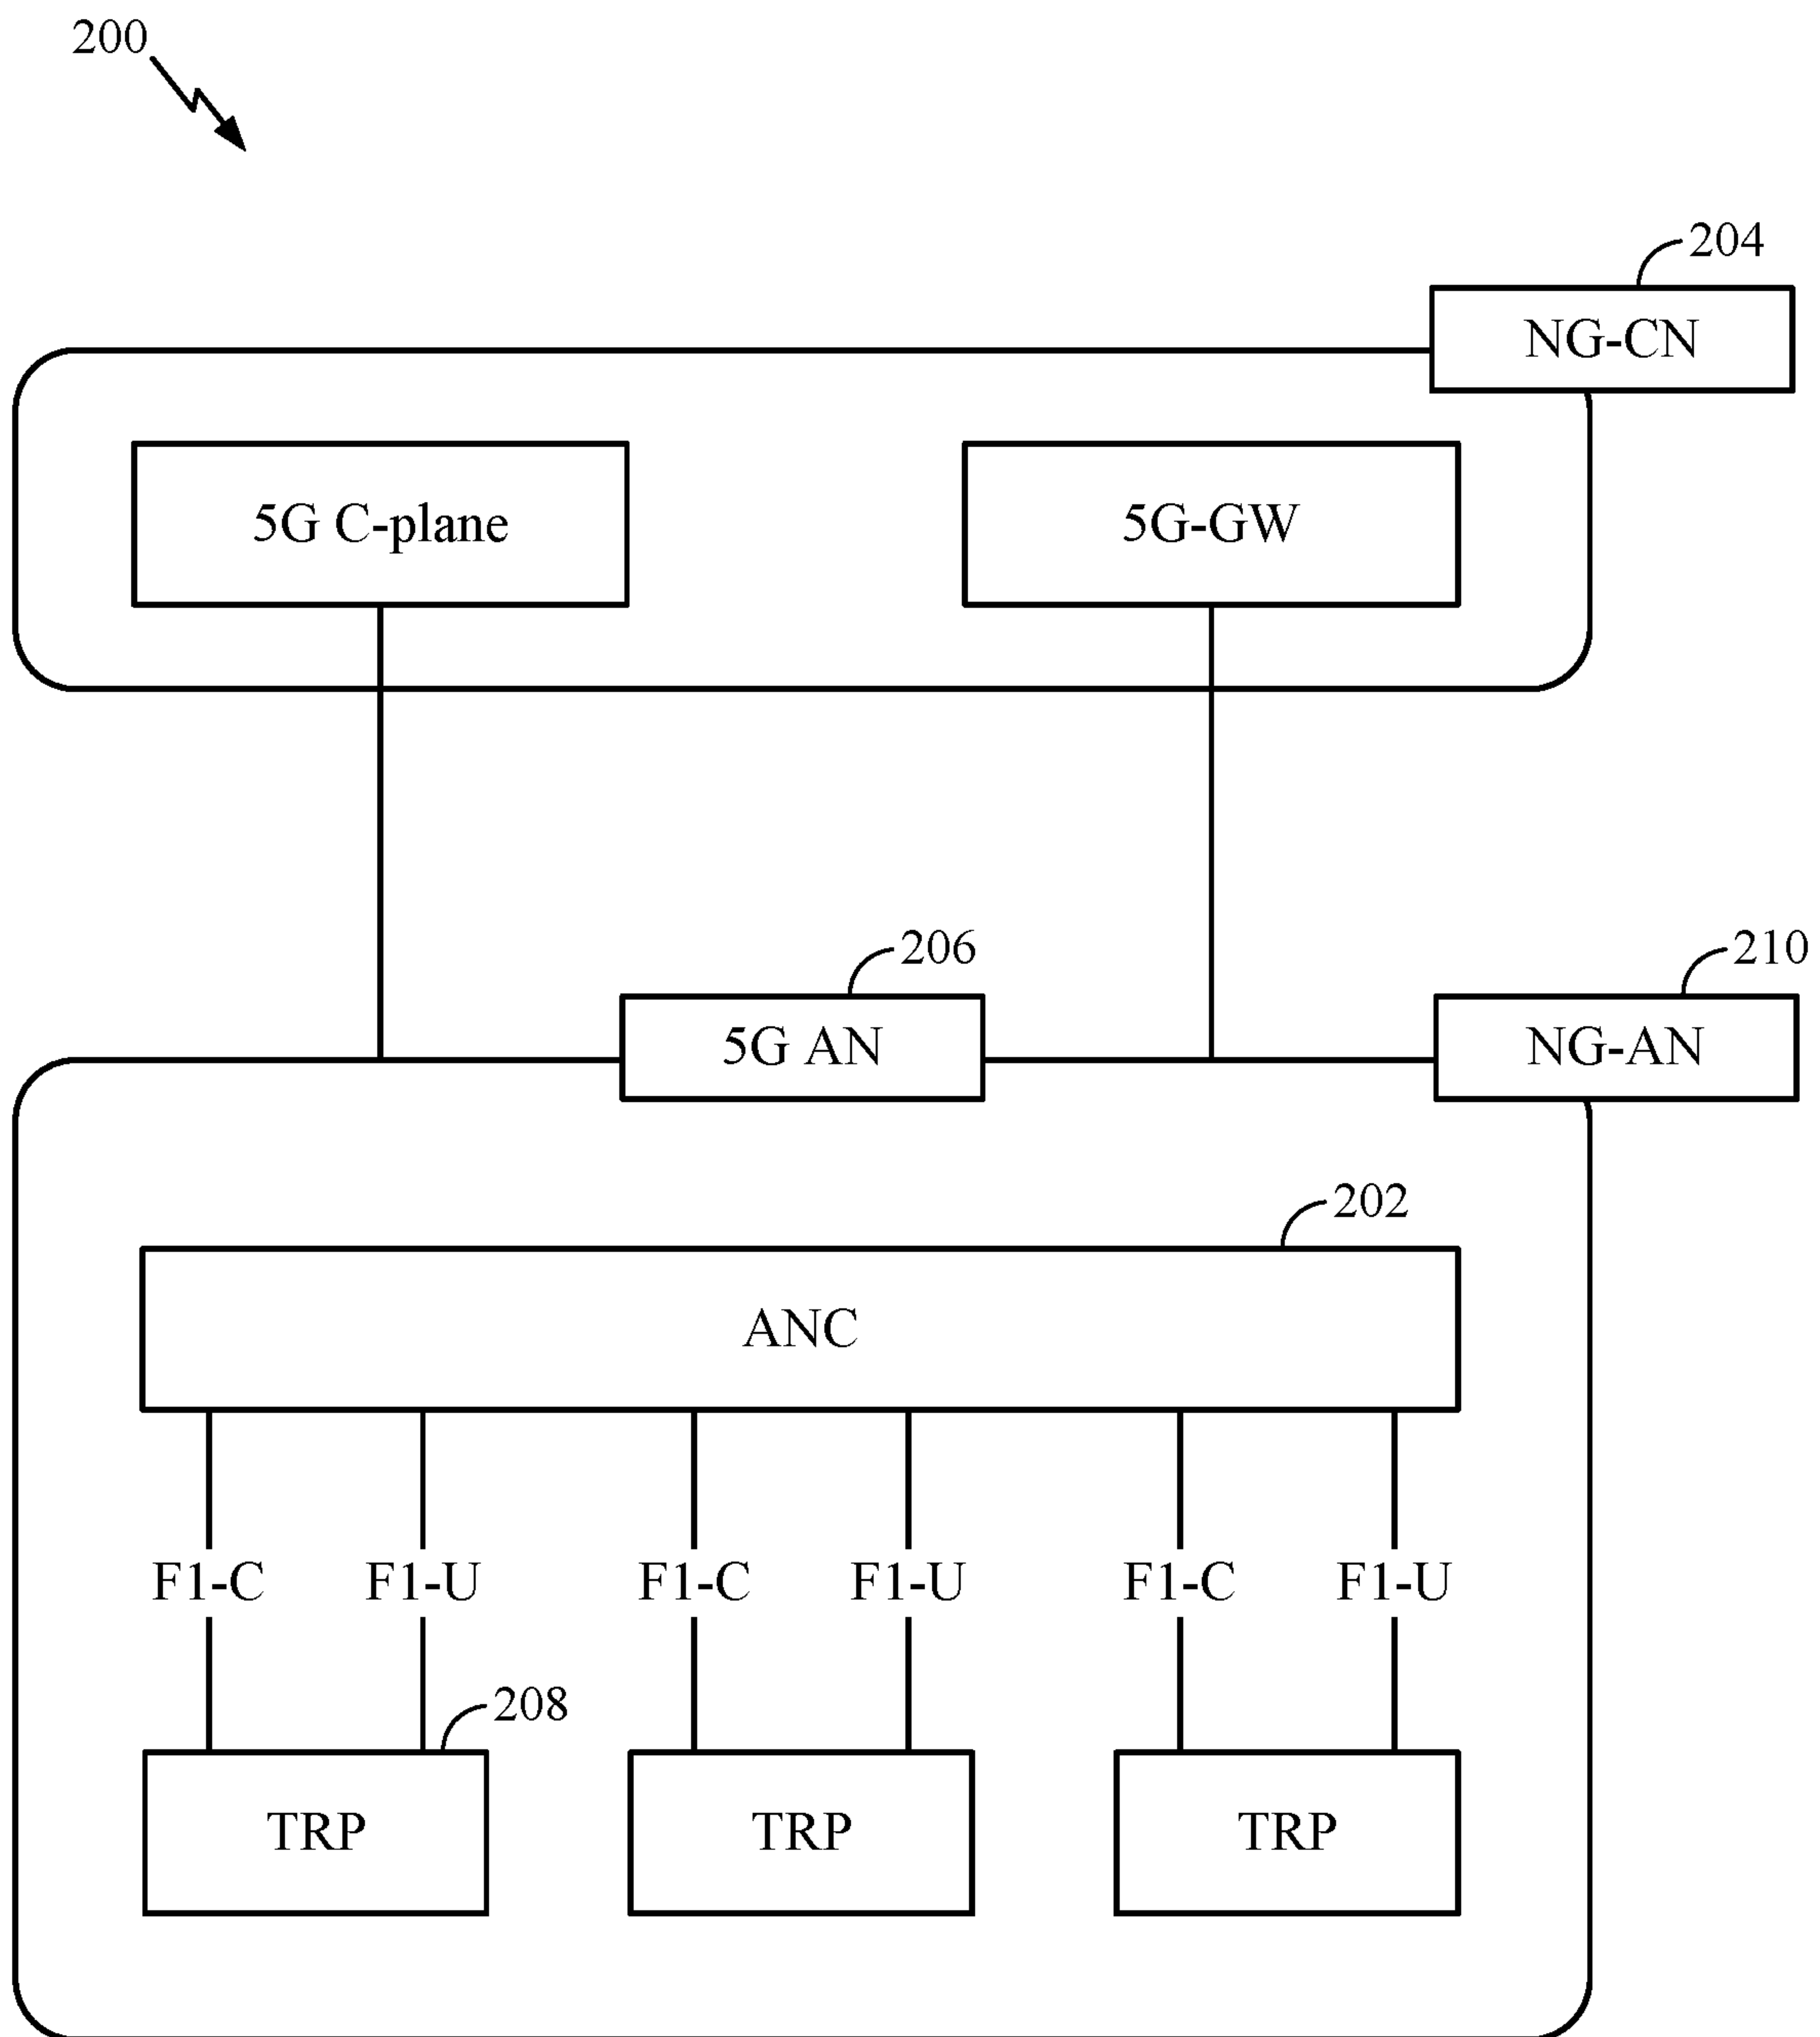 200
204
NG-CN
5G C-plane
5G-GW
206
210
5G AN
NG-AN
202
ANC
F1-C
F1-U
F1-C
F1-U
F1-C
F1-U
208
TRP
TRP
TRP